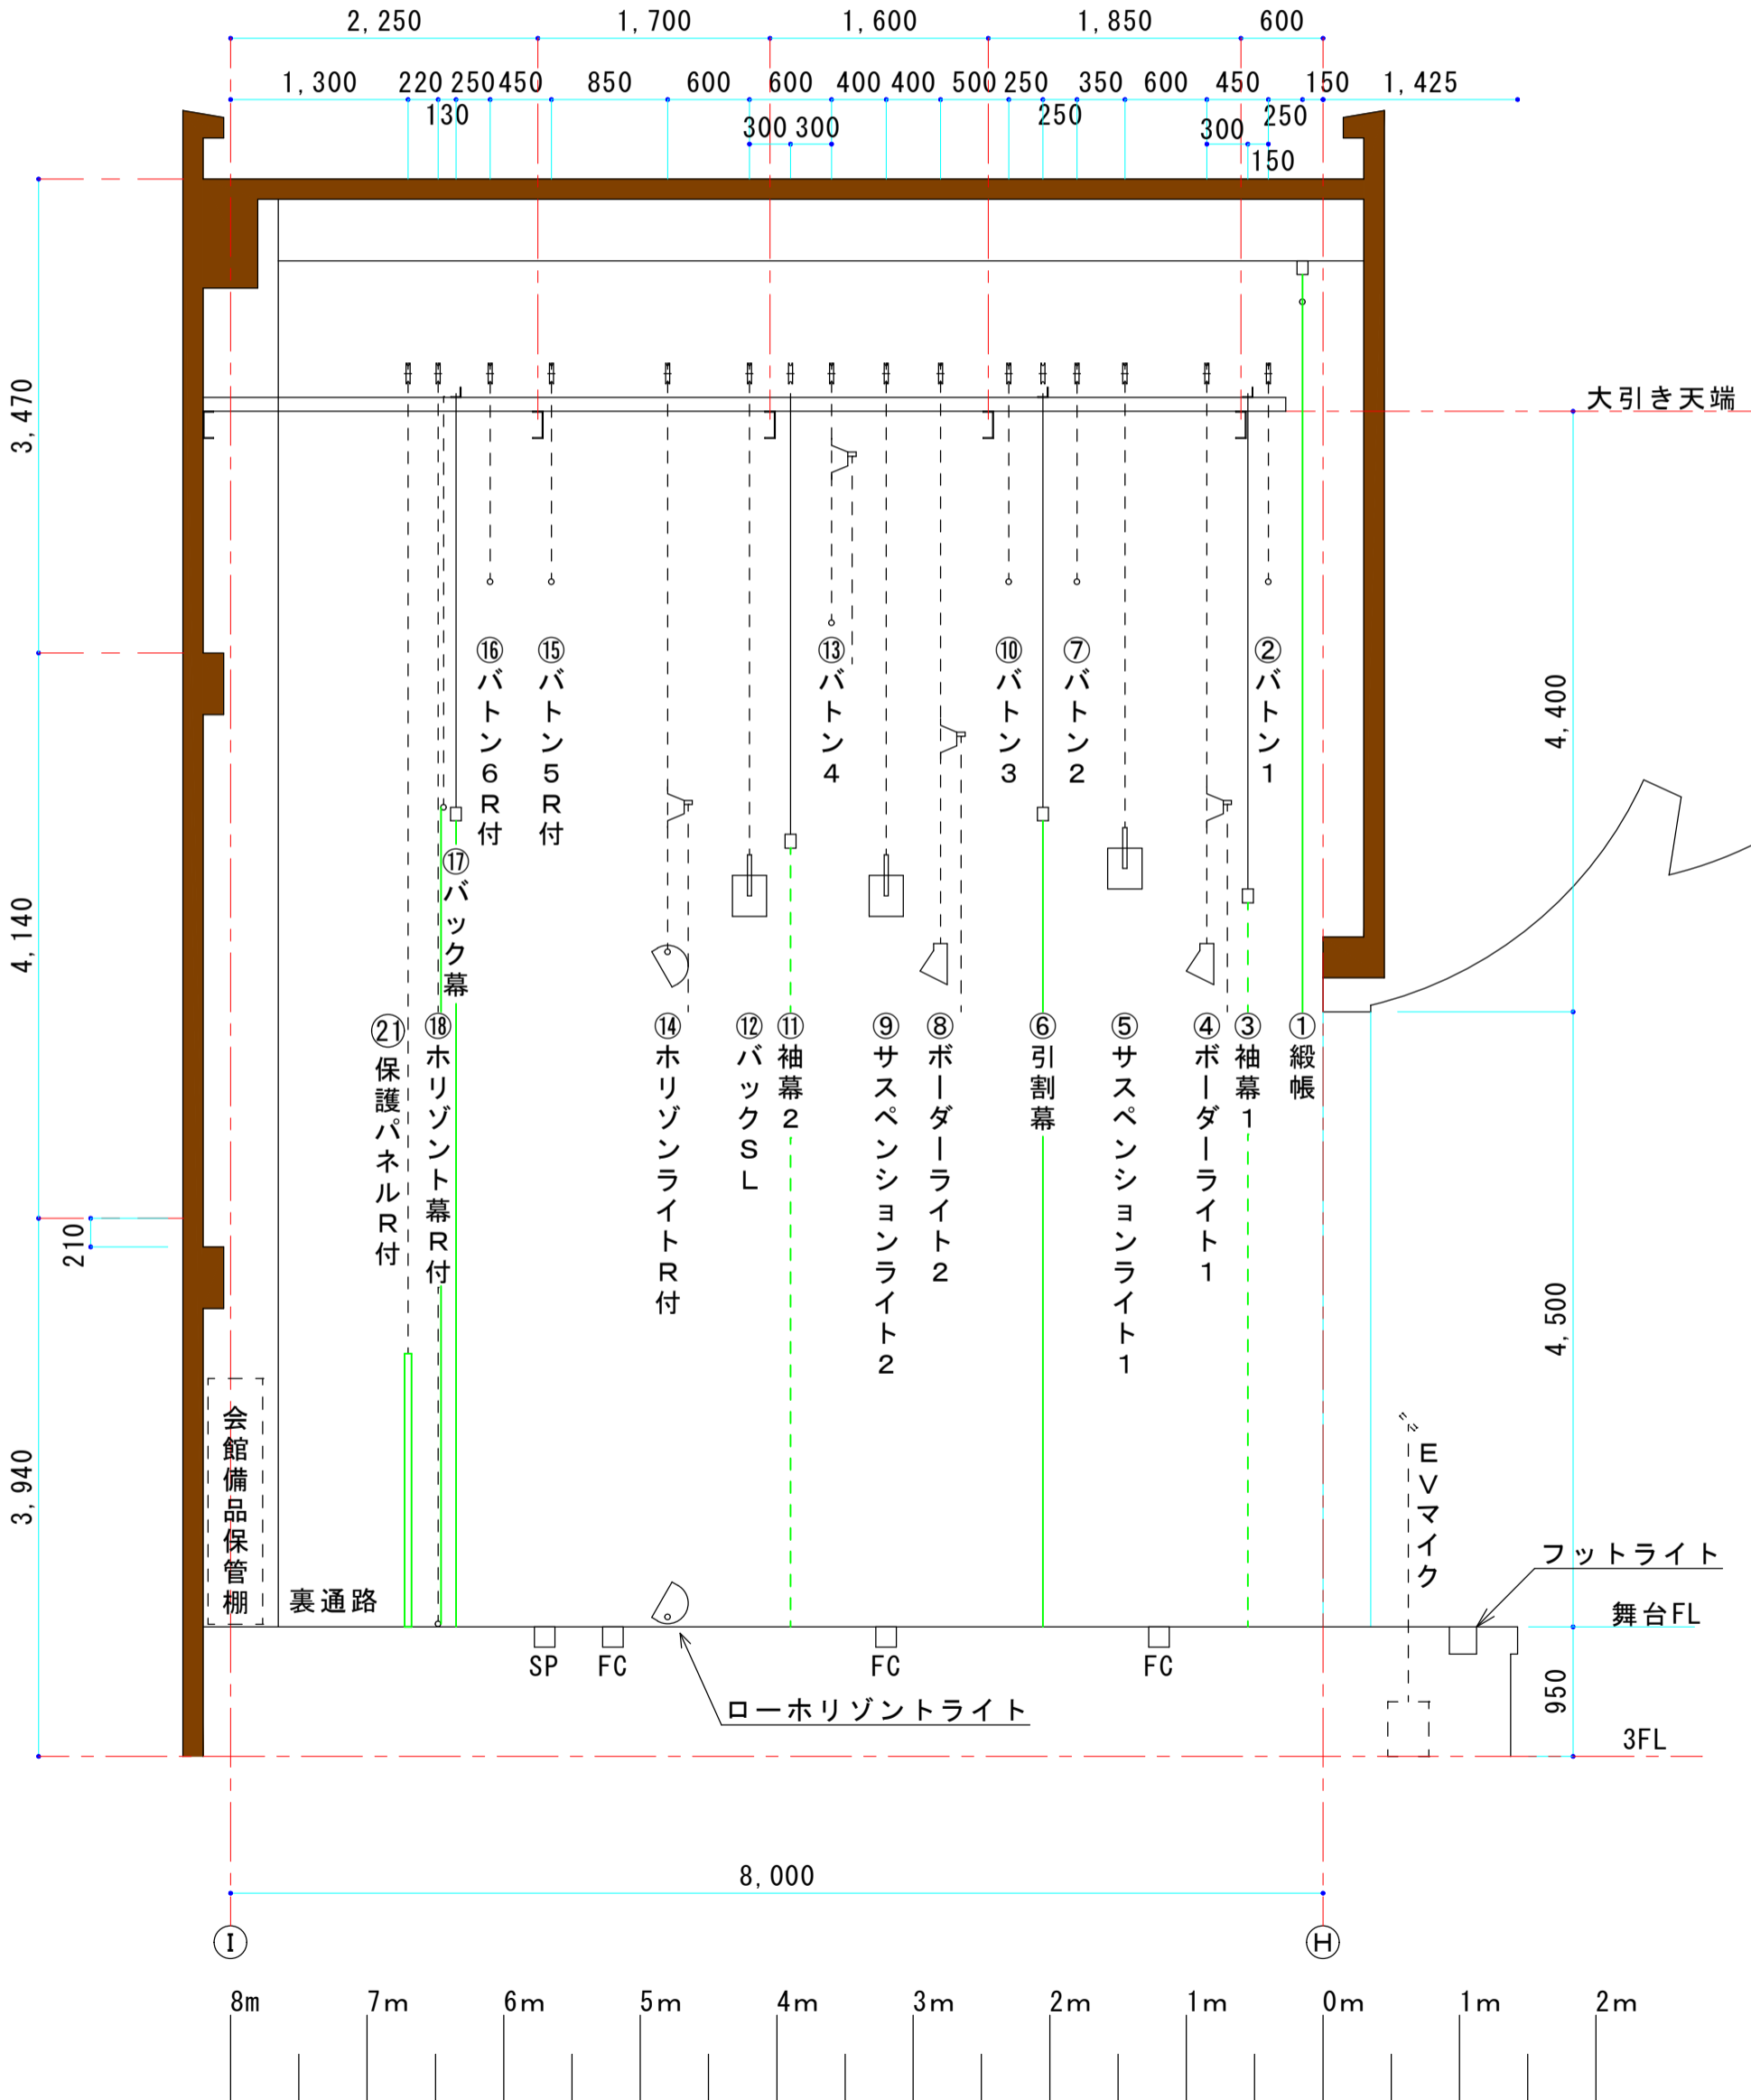 2,250 1,700 1,600 1,850 600
1,300 220 250 450 850 600 600 400 400 500 250 350 600 450 150 1,425
130 250 250
300 300 300
150
3,470
4,140
210
3,940
大引き天端
4,400
4,500
950
⑯バトン6R付
⑮バトン5R付
⑬バトン4
⑩バトン3
⑦バトン2
②バトン1
⑰バック幕
㉑保護パネルR付
⑱ホリゾント幕R付
⑭ホリゾンライトR付
⑫バックSL
⑪袖幕2
⑨サスペンションライト2
⑧ボーダーライト2
⑥引割幕
⑤サスペンションライト1
④ボーダーライト1
③袖幕1
①緞帳
会館備品保管棚
裏通路
EVマイク
フットライト
舞台FL
SP FC FC FC
ローホリゾントライト
3FL
8,000
I H
8m 7m 6m 5m 4m 3m 2m 1m 0m 1m 2m